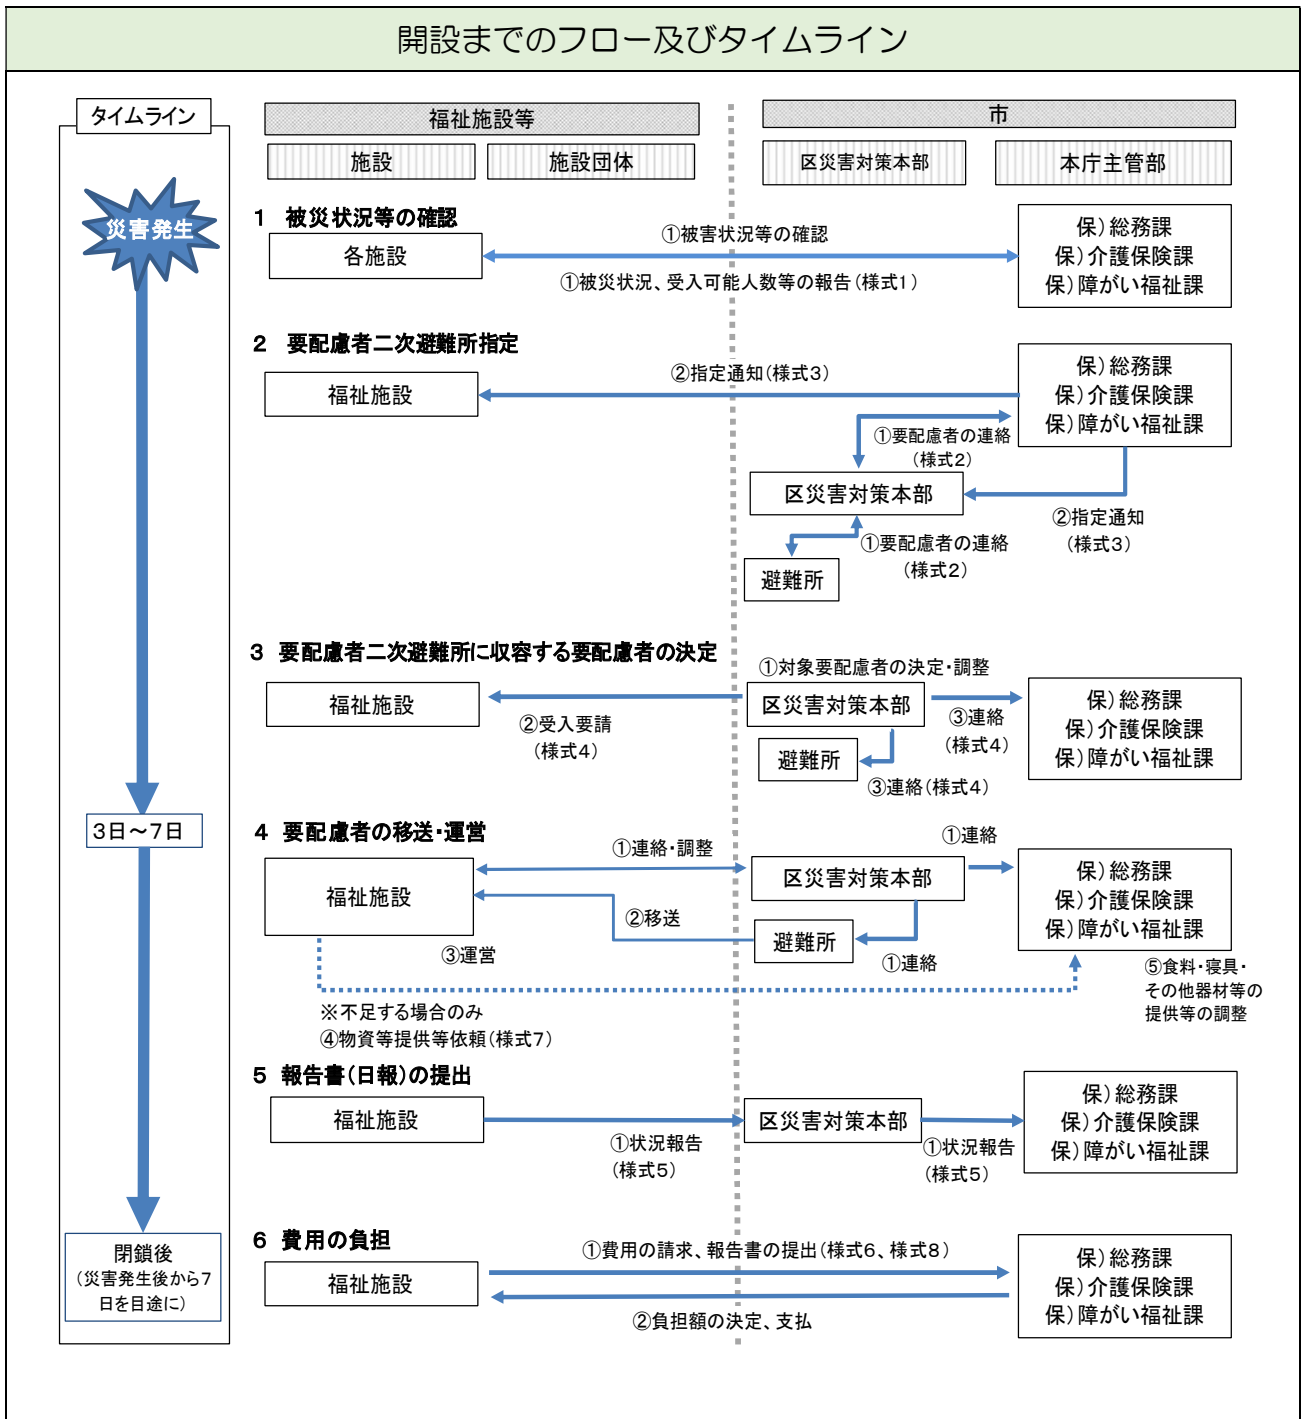 開設までのフロー及びタイムライン
タイムライン
福祉施設等
市
施設
施設団体
区災害対策本部
本庁主管部
災害発生
1 被災状況等の確認
各施設
①被害状況等の確認
①被災状況、受入可能人数等の報告(様式1)
保)総務課
保)介護保険課
保)障がい福祉課
2 要配慮者二次避難所指定
福祉施設
②指定通知(様式3)
保)総務課
保)介護保険課
保)障がい福祉課
①要配慮者の連絡
(様式2)
区災害対策本部
②指定通知
(様式3)
①要配慮者の連絡
(様式2)
避難所
3 要配慮者二次避難所に収容する要配慮者の決定
①対象要配慮者の決定・調整
福祉施設
②受入要請
(様式4)
区災害対策本部
③連絡
(様式4)
避難所
③連絡(様式4)
保)総務課
保)介護保険課
保)障がい福祉課
3日~7日
4 要配慮者の移送・運営
福祉施設
①連絡・調整
区災害対策本部
①連絡
保)総務課
保)介護保険課
保)障がい福祉課
②移送
避難所
①連絡
③運営
※不足する場合のみ
④物資等提供等依頼(様式7)
⑤食料・寝具・
その他器材等の
提供等の調整
5 報告書(日報)の提出
福祉施設
①状況報告
(様式5)
区災害対策本部
①状況報告
(様式5)
保)総務課
保)介護保険課
保)障がい福祉課
閉鎖後
(災害発生後から7
日を目途に)
6 費用の負担
福祉施設
①費用の請求、報告書の提出(様式6、様式8)
②負担額の決定、支払
保)総務課
保)介護保険課
保)障がい福祉課